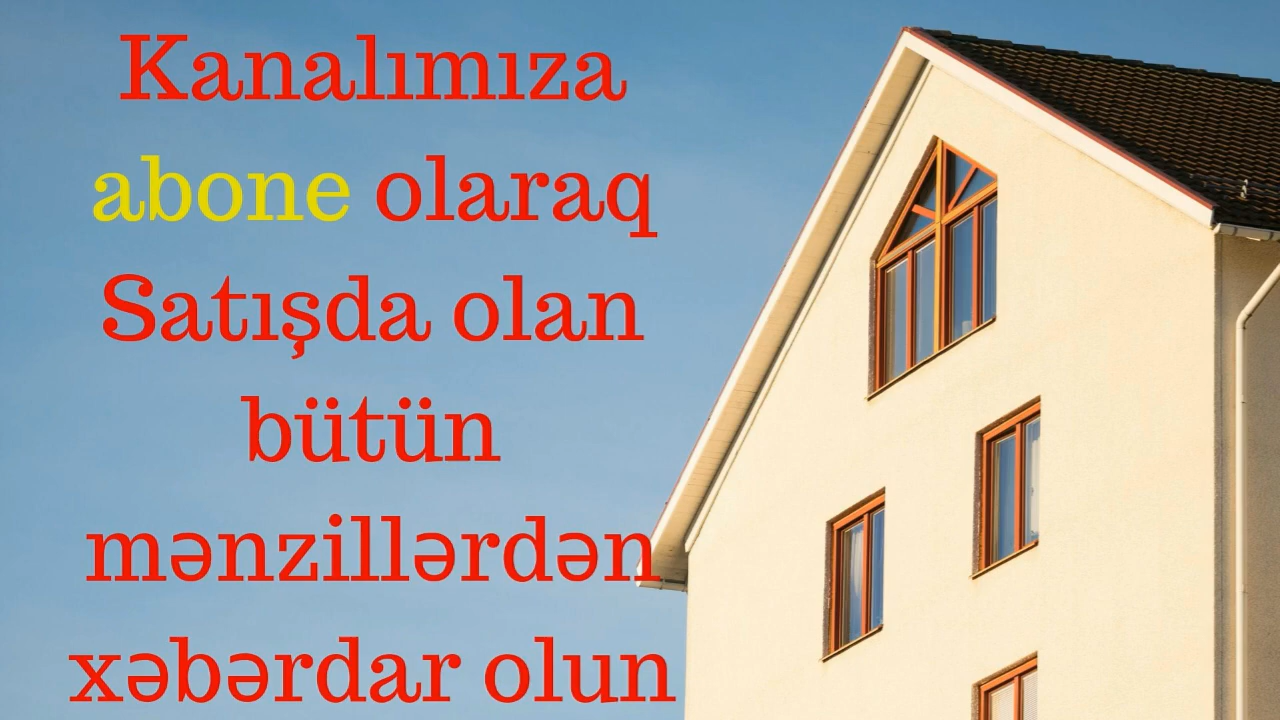 Kanalımıza
abone olaraq
Satışda olan
bütün
mənzillərdən
xəbərdar olun